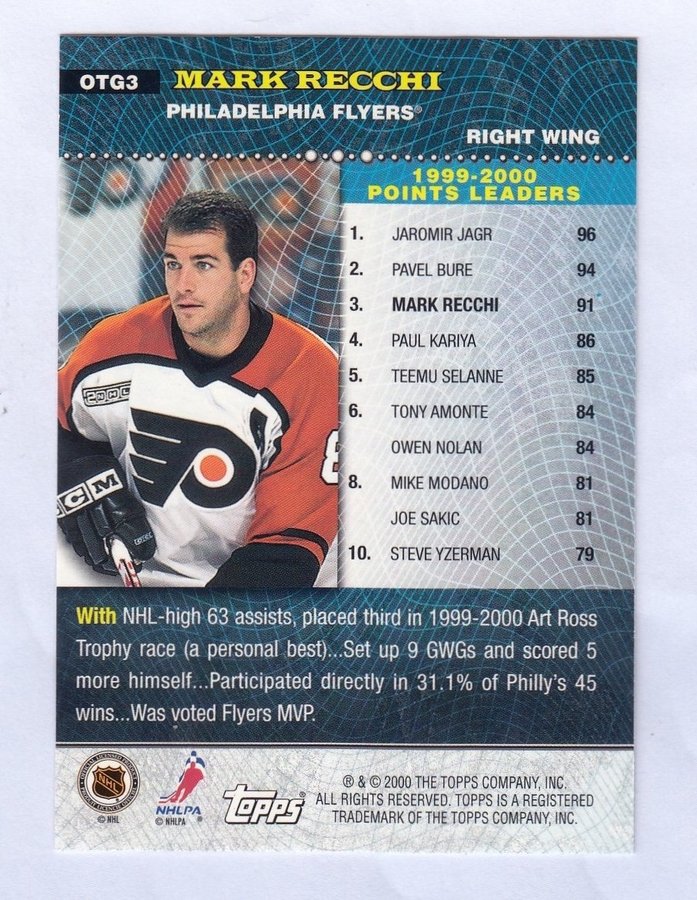 OTG3 MARK RECCHI
PHILADELPHIA FLYERS®
RIGHT WING
1999-2000
POINTS LEADERS
1. JAROMIR JAGR 96
2. PAVEL BURE 94
3. MARK RECCHI 91
4. PAUL KARIYA 86
5. TEEMU SELANNE 85
6. TONY AMONTE 84
OWEN NOLAN 84
8. MIKE MODANO 81
JOE SAKIC 81
10. STEVE YZERMAN 79
2000 NHL
CCM
8
With NHL-high 63 assists, placed third in 1999-2000 Art Ross
Trophy race (a personal best)...Set up 9 GWGs and scored 5
more himself...Participated directly in 31.1% of Philly's 45
wins...Was voted Flyers MVP.
NHL
© NHL
NHLPA
© NHLPA
Topps
® & © 2000 THE TOPPS COMPANY, INC.
ALL RIGHTS RESERVED. TOPPS IS A REGISTERED
TRADEMARK OF THE TOPPS COMPANY, INC.